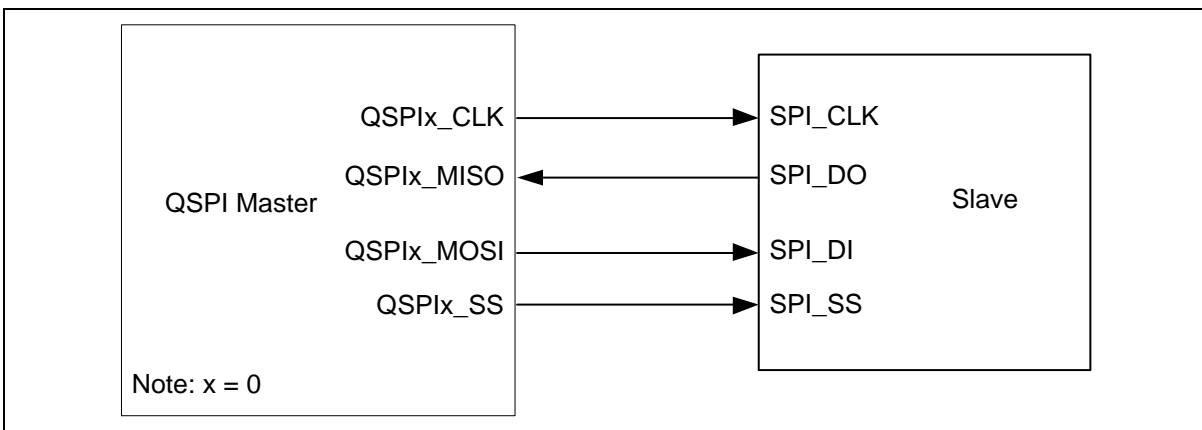 QSPIx_CLK
SPI_CLK
QSPIx_MISO
SPI_DO
QSPI Master
Slave
QSPIx_MOSI
SPI_DI
QSPIx_SS
SPI_SS
Note: x = 0